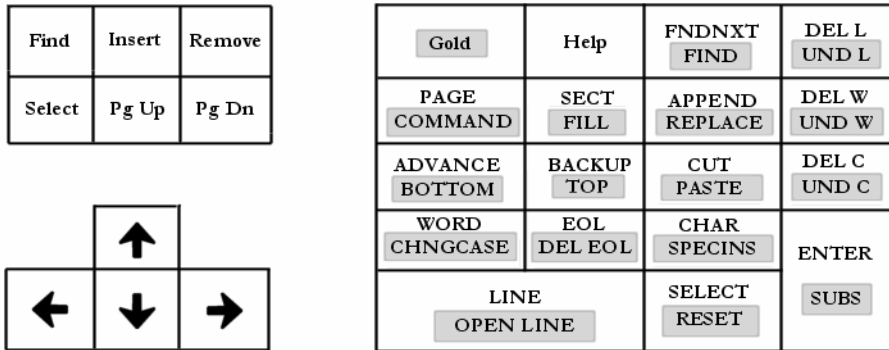 Find Insert Remove
Select Pg Up Pg Dn
Gold Help FNDNXT DEL L
FIND UND L
PAGE SECT APPEND DEL W
COMMAND FILL REPLACE UND W
ADVANCE BACKUP CUT DEL C
BOTTOM TOP PASTE UND C
WORD EOL CHAR
CHNGCASE DEL EOL SPECINS
ENTER
LINE SELECT
SUBS
OPEN LINE RESET